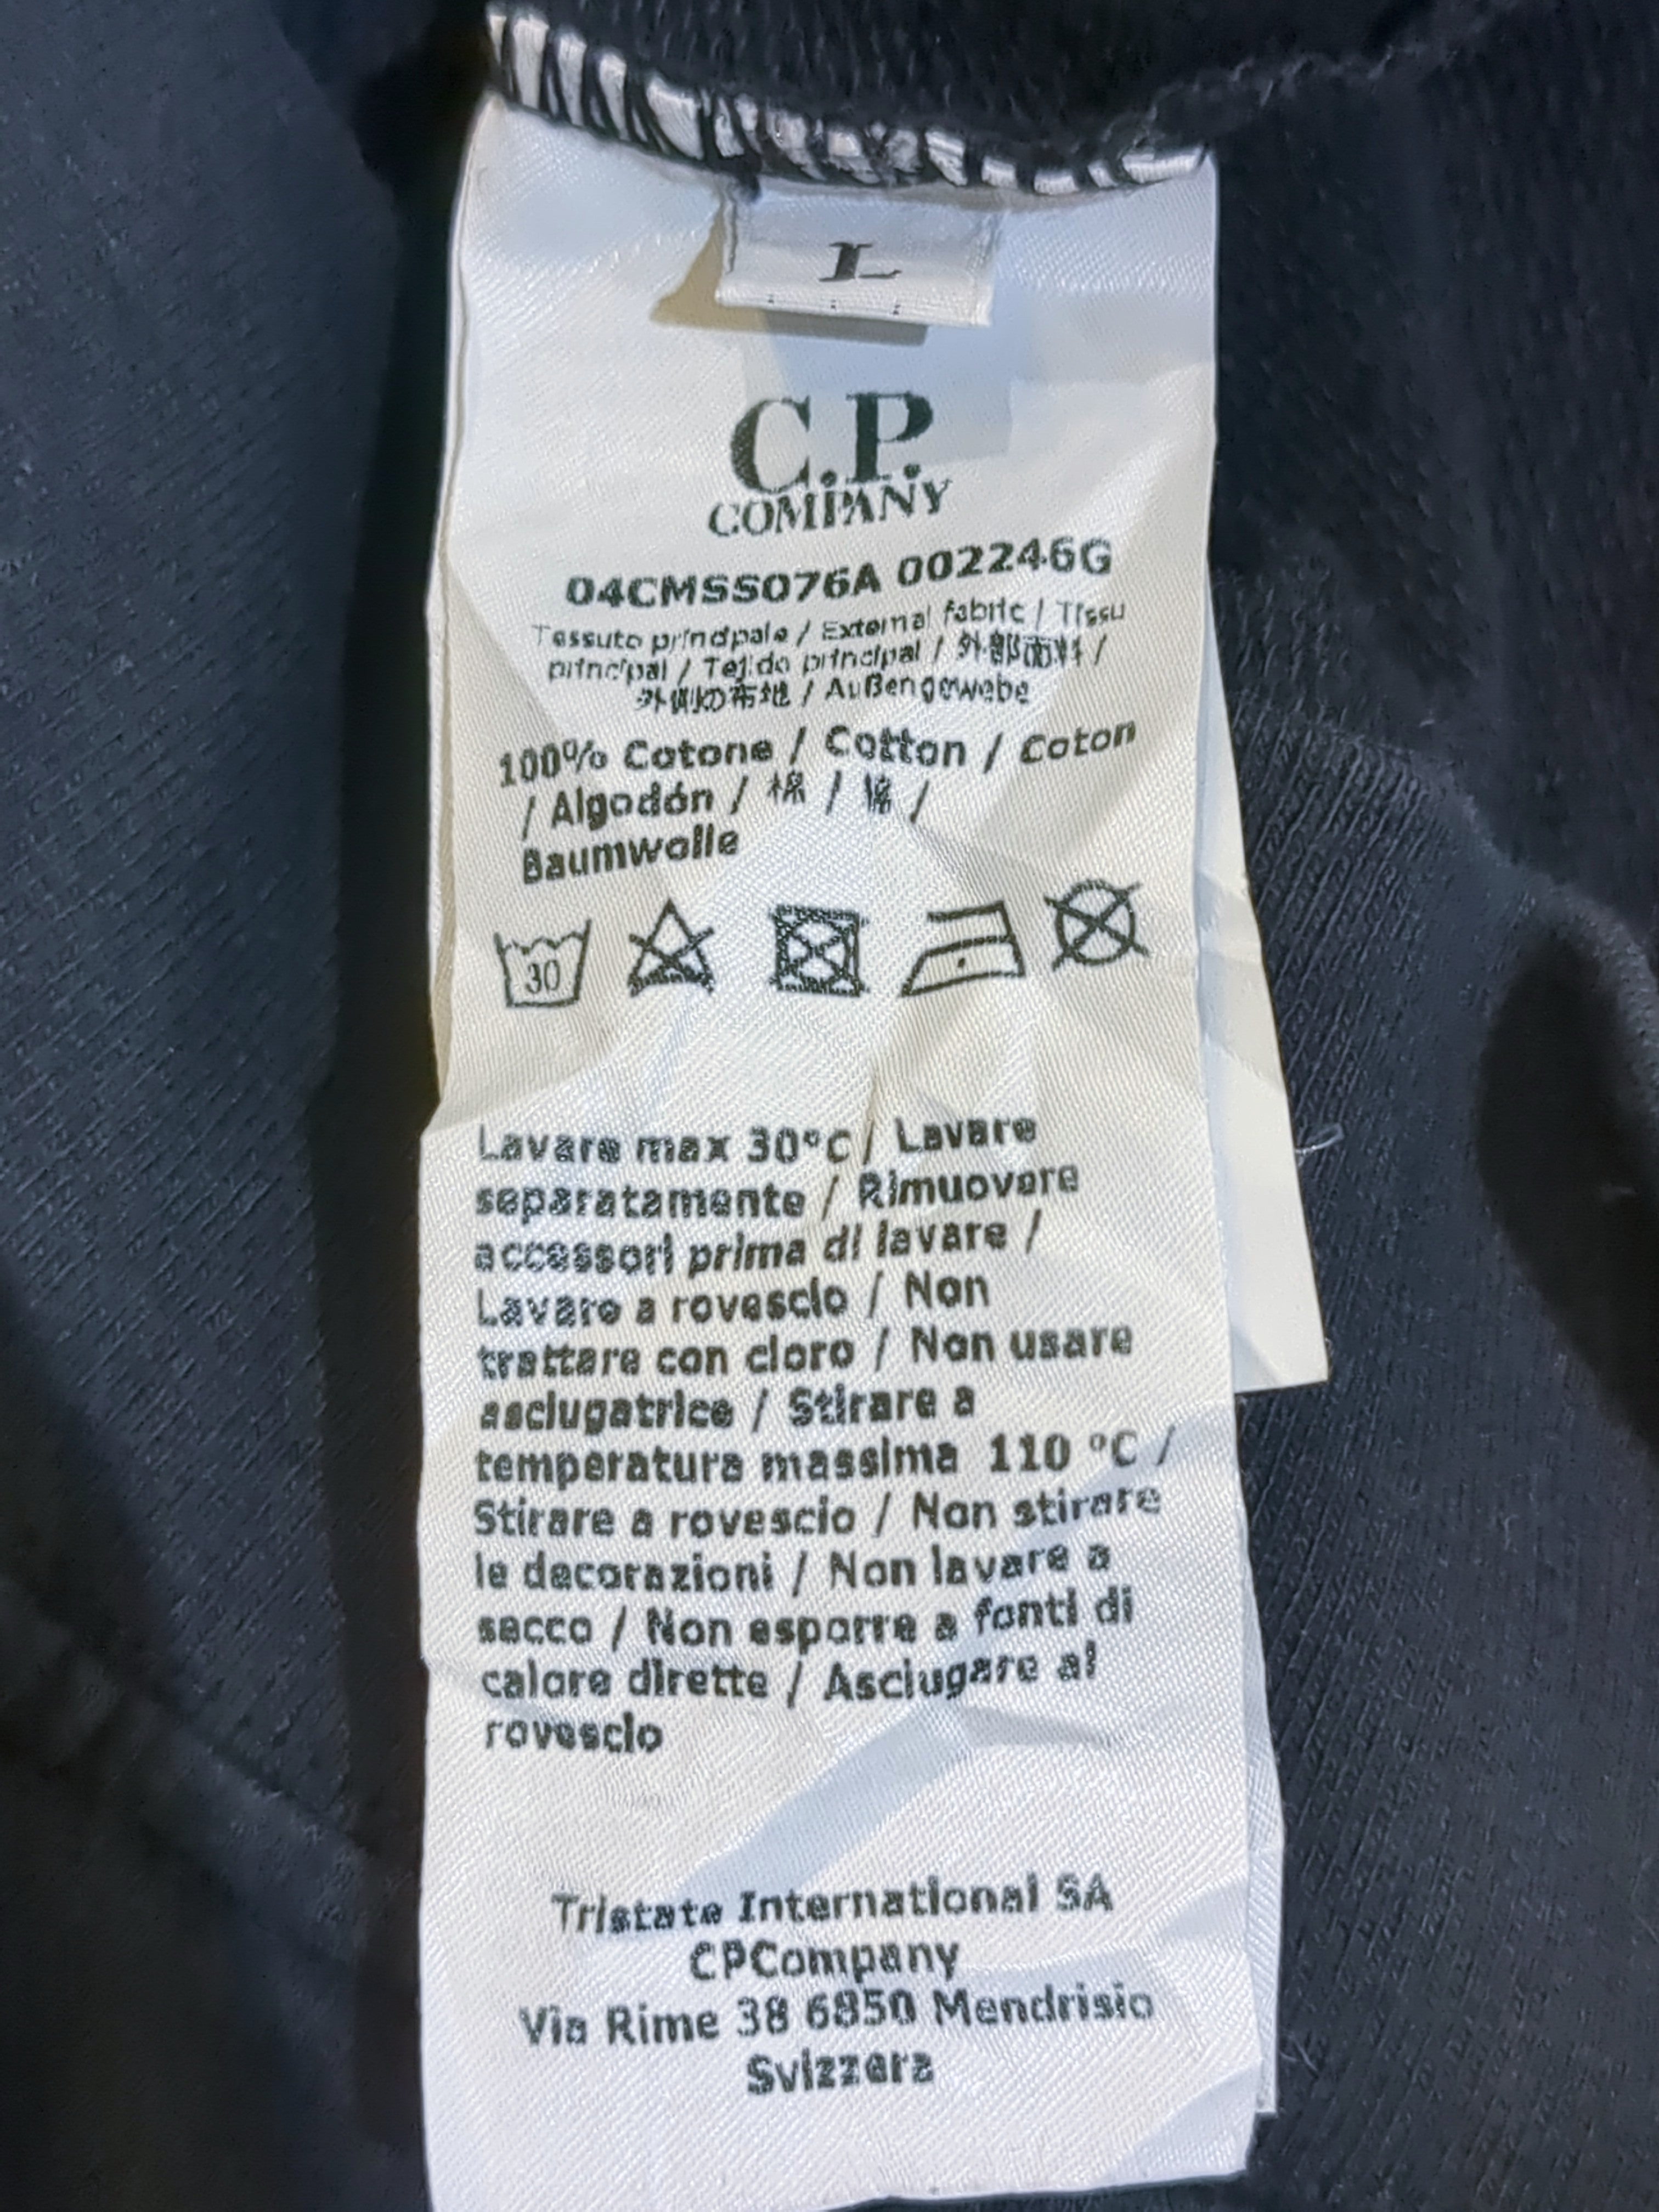 L
C.P.
COMPANY
04CMSS076A 002246G
Tessuto principale / External fabric / Tissu
principal / Tejido principal / 外部面料 /
外側の布地 / Außengewebe
100% Cotone / Cotton / Coton
/ Algodón / 棉 / 綿 /
Baumwolle
30
Lavare max 30°C / Lavare
separatamente / Rimuovere
accessori prima di lavare /
Lavare a rovescio / Non
trattare con cloro / Non usare
asciugatrice / Stirare a
temperatura massima 110 °C /
Stirare a rovescio / Non stirare
le decorazioni / Non lavare a
secco / Non esporre a fonti di
calore dirette / Asciugare al
rovescio
Tristate International SA
CPCompany
Via Rime 38 6850 Mendrisio
Svizzera